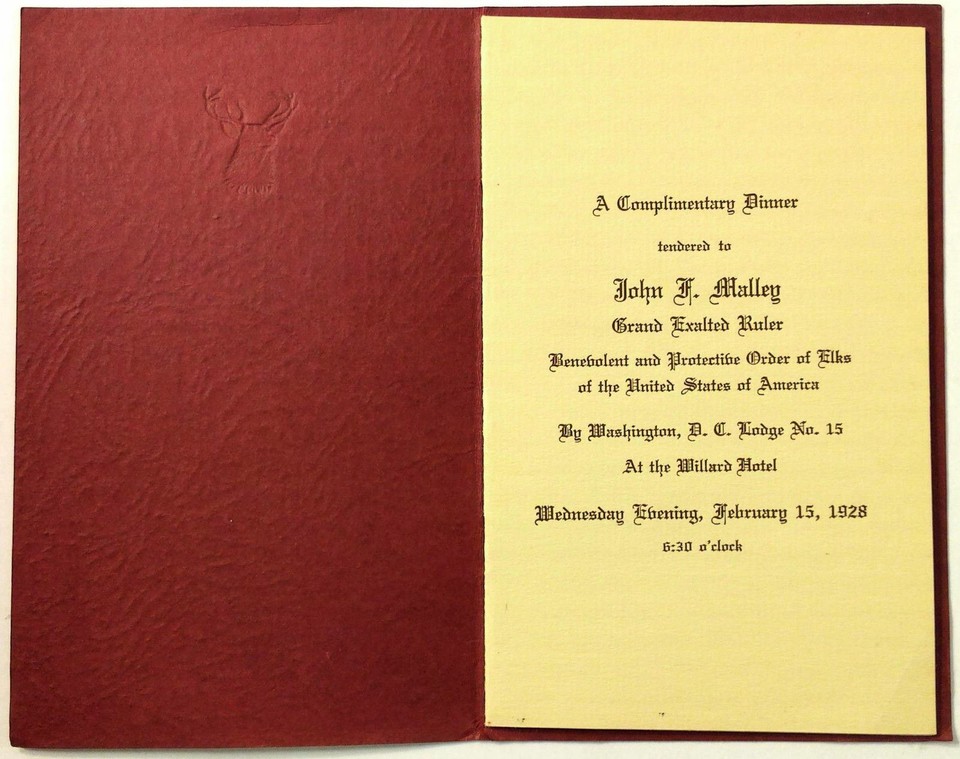 A Complimentary Dinner
tendered to
John F. Malley
Grand Exalted Ruler
Benevolent and Protective Order of Elks
of the United States of America
By Washington, D. C. Lodge No. 15
At the Willard Hotel
Wednesday Evening, February 15, 1928
6:30 o'clock